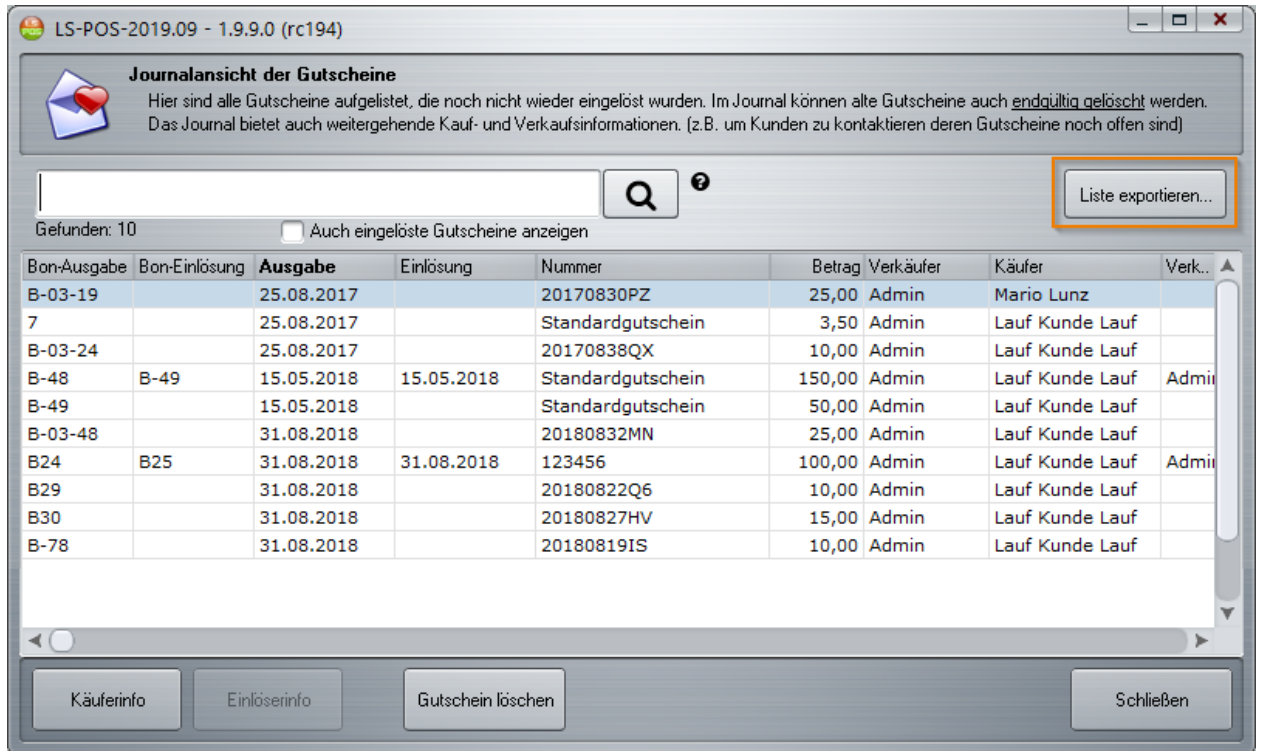 LS-POS-2019.09 - 1.9.9.0 (rc194)
Journalansicht der Gutscheine
Hier sind alle Gutscheine aufgelistet, die noch nicht wieder eingelöst wurden. Im Journal können alte Gutscheine auch endgültig gelöscht werden.
Das Journal bietet auch weitergehende Kauf- und Verkaufsinformationen. (z.B. um Kunden zu kontaktieren deren Gutscheine noch offen sind)
Liste exportieren...
Gefunden: 10 Auch eingelöste Gutscheine anzeigen
Bon-Ausgabe Bon-Einlösung Ausgabe Einlösung Nummer Betrag Verkäufer Käufer Verk..
B-03-19 25.08.2017 20170830PZ 25,00 Admin Mario Lunz
7 25.08.2017 Standardgutschein 3,50 Admin Lauf Kunde Lauf
B-03-24 25.08.2017 20170838QX 10,00 Admin Lauf Kunde Lauf
B-48 B-49 15.05.2018 15.05.2018 Standardgutschein 150,00 Admin Lauf Kunde Lauf Admin
B-49 15.05.2018 Standardgutschein 50,00 Admin Lauf Kunde Lauf
B-03-48 31.08.2018 20180832MN 25,00 Admin Lauf Kunde Lauf
B24 B25 31.08.2018 31.08.2018 123456 100,00 Admin Lauf Kunde Lauf Admin
B29 31.08.2018 20180822Q6 10,00 Admin Lauf Kunde Lauf
B30 31.08.2018 20180827HV 15,00 Admin Lauf Kunde Lauf
B-78 31.08.2018 20180819IS 10,00 Admin Lauf Kunde Lauf
Käuferinfo Einlöserinfo Gutschein löschen Schließen